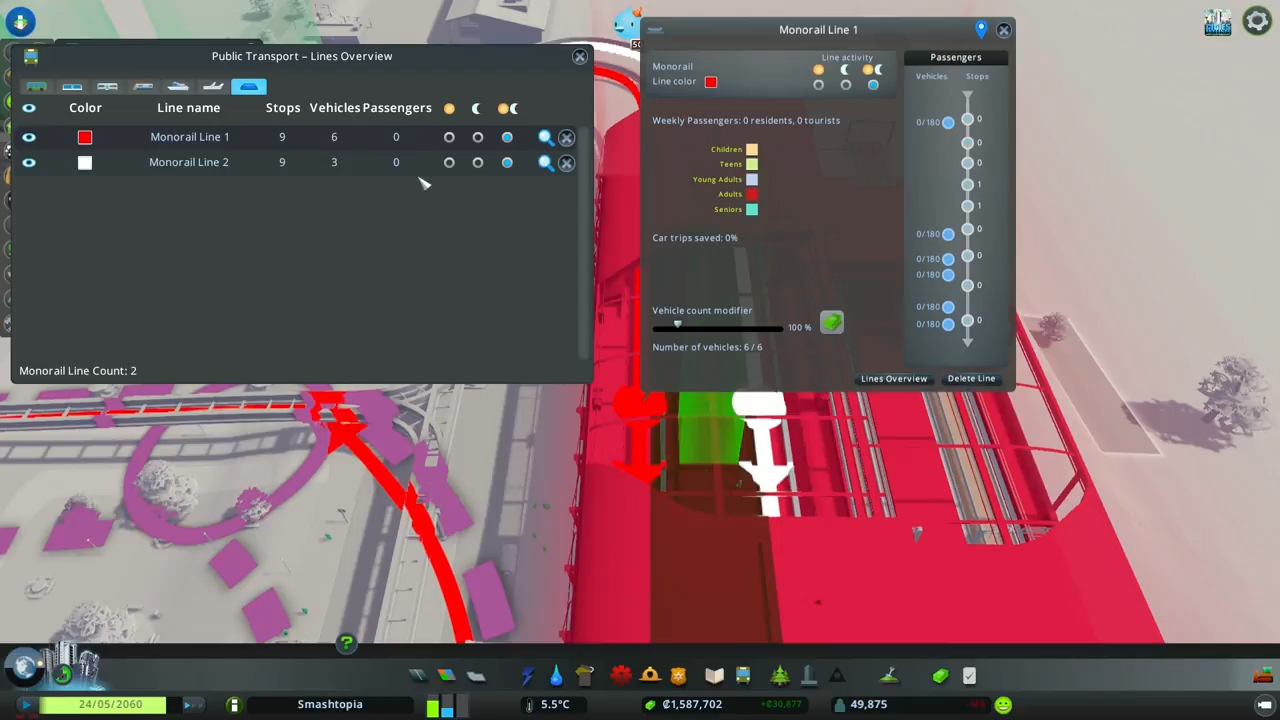 Public Transport – Lines Overview
Color Line name Stops Vehicles Passengers
Monorail Line 1 9 6 0
Monorail Line 2 9 3 0
Monorail Line Count: 2
Monorail Line 1
Monorail
Line color
Line activity
Weekly Passengers: 0 residents, 0 tourists
Children
Teens
Young Adults
Adults
Seniors
Car trips saved: 0%
Vehicle count modifier
100 %
Number of vehicles: 6 / 6
Lines Overview
Delete Line
Passengers
Vehicles Stops
0/180 0
0
0
1
1
0/180 0
0/180 0
0/180 0
0/180
0/180 0
?
24/05/2060
Smashtopia
5.5°C
₡1,587,702
+₡30,877
49,875